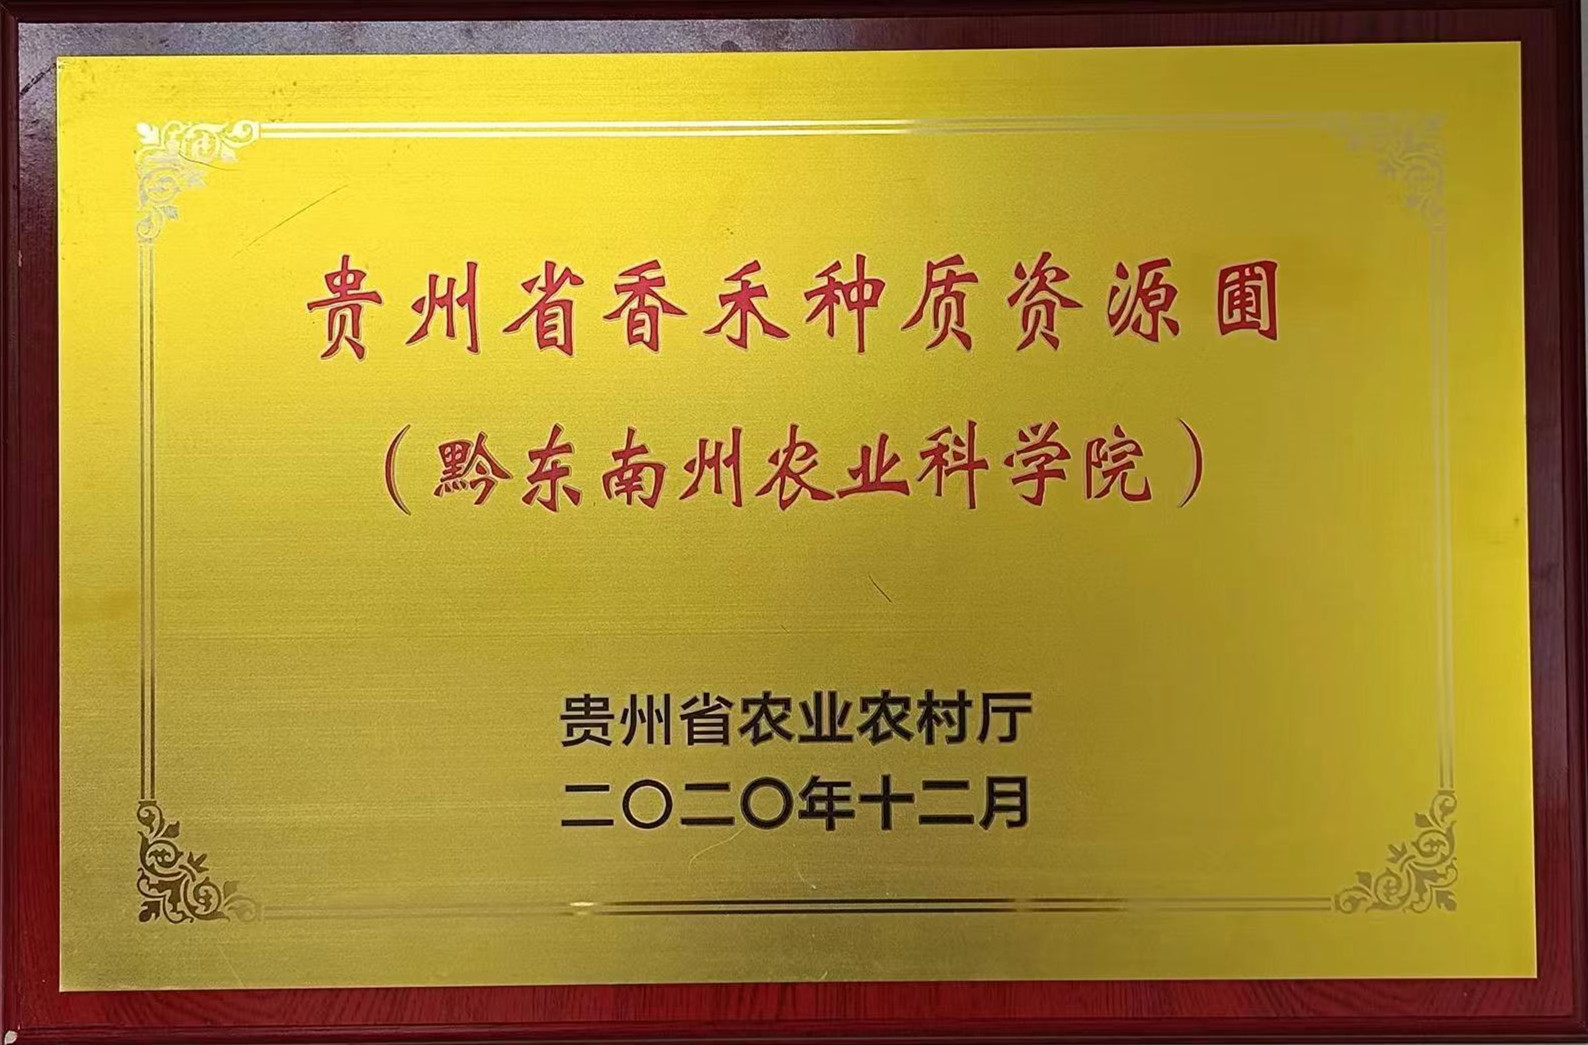 贵州省香禾种质资源圃
（黔东南州农业科学院）
贵州省农业农村厅
二〇二〇年十二月